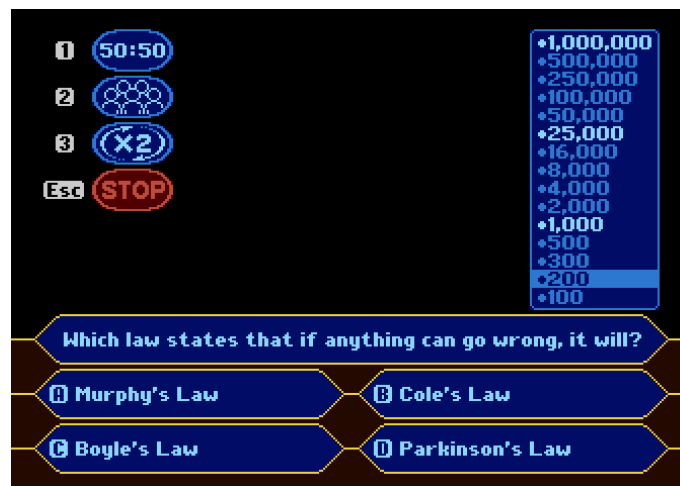 1 50:50
2
3 X2
Esc STOP
1,000,000
500,000
250,000
100,000
50,000
25,000
16,000
8,000
4,000
2,000
1,000
500
300
200
100
Which law states that if anything can go wrong, it will?
A Murphy's Law
B Cole's Law
C Boyle's Law
D Parkinson's Law